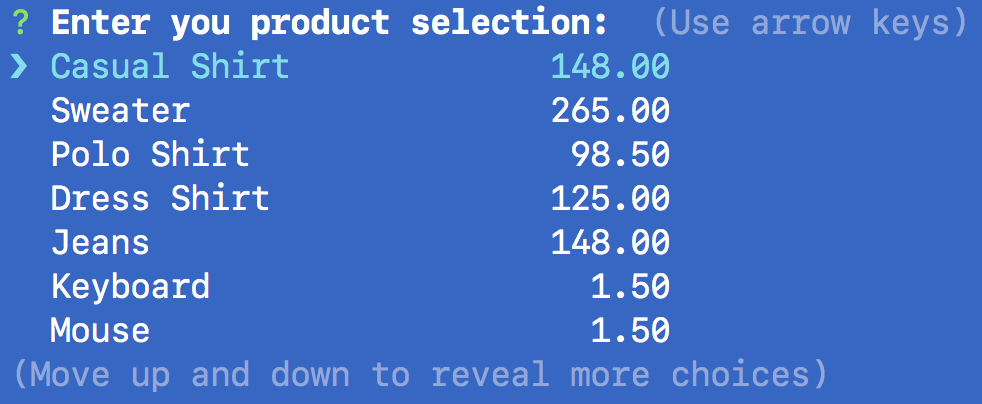 ? Enter you product selection: (Use arrow keys)
❯ Casual Shirt 148.00
Sweater 265.00
Polo Shirt 98.50
Dress Shirt 125.00
Jeans 148.00
Keyboard 1.50
Mouse 1.50
(Move up and down to reveal more choices)